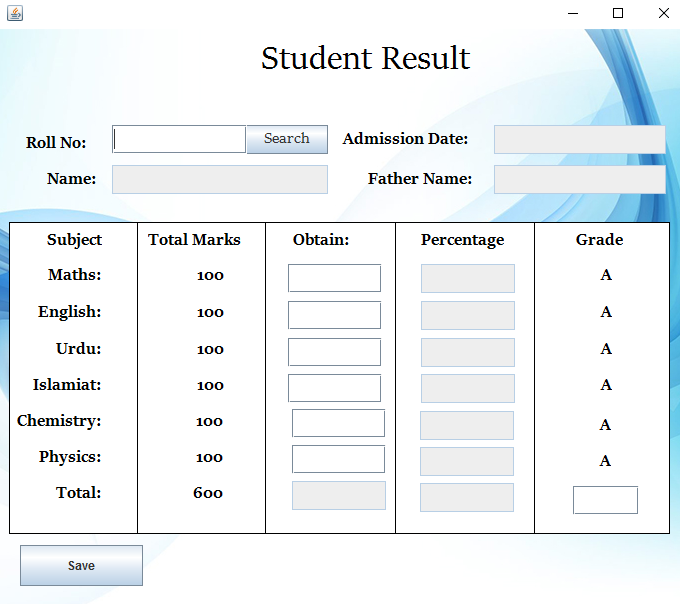 Student Result
Roll No: Search Admission Date:
Name: Father Name:
Subject Total Marks Obtain: Percentage Grade
Maths: 100 A
English: 100 A
Urdu: 100 A
Islamiat: 100 A
Chemistry: 100 A
Physics: 100 A
Total: 600
Save